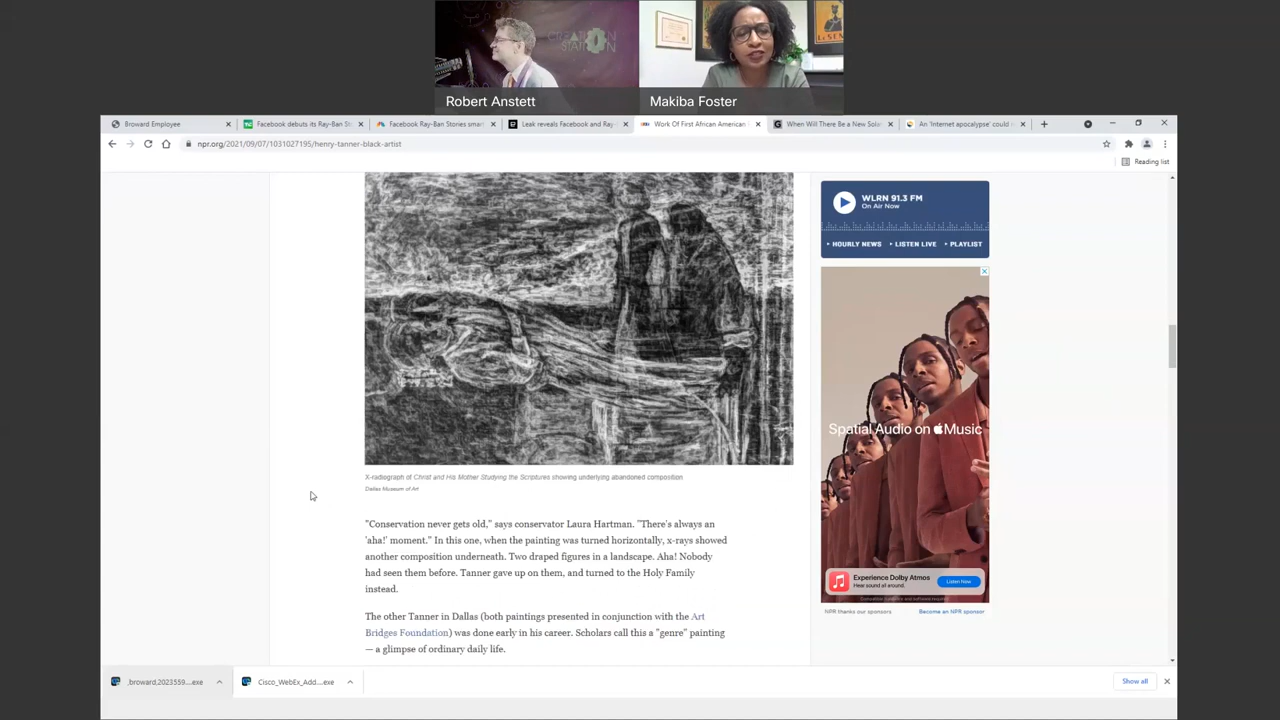 CREATION
STATION
Robert Anstett
Makiba Foster
Broward Employee
Facebook debuts its Ray-Ban St
Facebook Ray-Ban Stories smar
Leak reveals Facebook and Ray-
Work Of First African American
When Will There Be a New Sola
An 'Internet apocalypse' could
npr.org/2021/09/07/1031027195/henry-tanner-black-artist
Reading list
WLRN 91.3 FM
On Air Now
HOURLY NEWS LISTEN LIVE PLAYLIST
Spatial Audio on Music
X-radiograph of Christ and His Mother Studying the Scriptures showing underlying abandoned composition
Dallas Museum of Art
"Conservation never gets old," says conservator Laura Hartman. "There's always an
'aha!' moment." In this one, when the painting was turned horizontally, x-rays showed
another composition underneath. Two draped figures in a landscape. Aha! Nobody
had seen them before. Tanner gave up on them, and turned to the Holy Family
instead.
Experience Dolby Atmos
Hear sound all around.
Listen Now
NPR thanks our sponsors
Become an NPR sponsor
The other Tanner in Dallas (both paintings presented in conjunction with the Art
Bridges Foundation) was done early in his career. Scholars call this a "genre" painting
— a glimpse of ordinary daily life.
,broward,2023559....exe
Cisco_WebEx_Add....exe
Show all